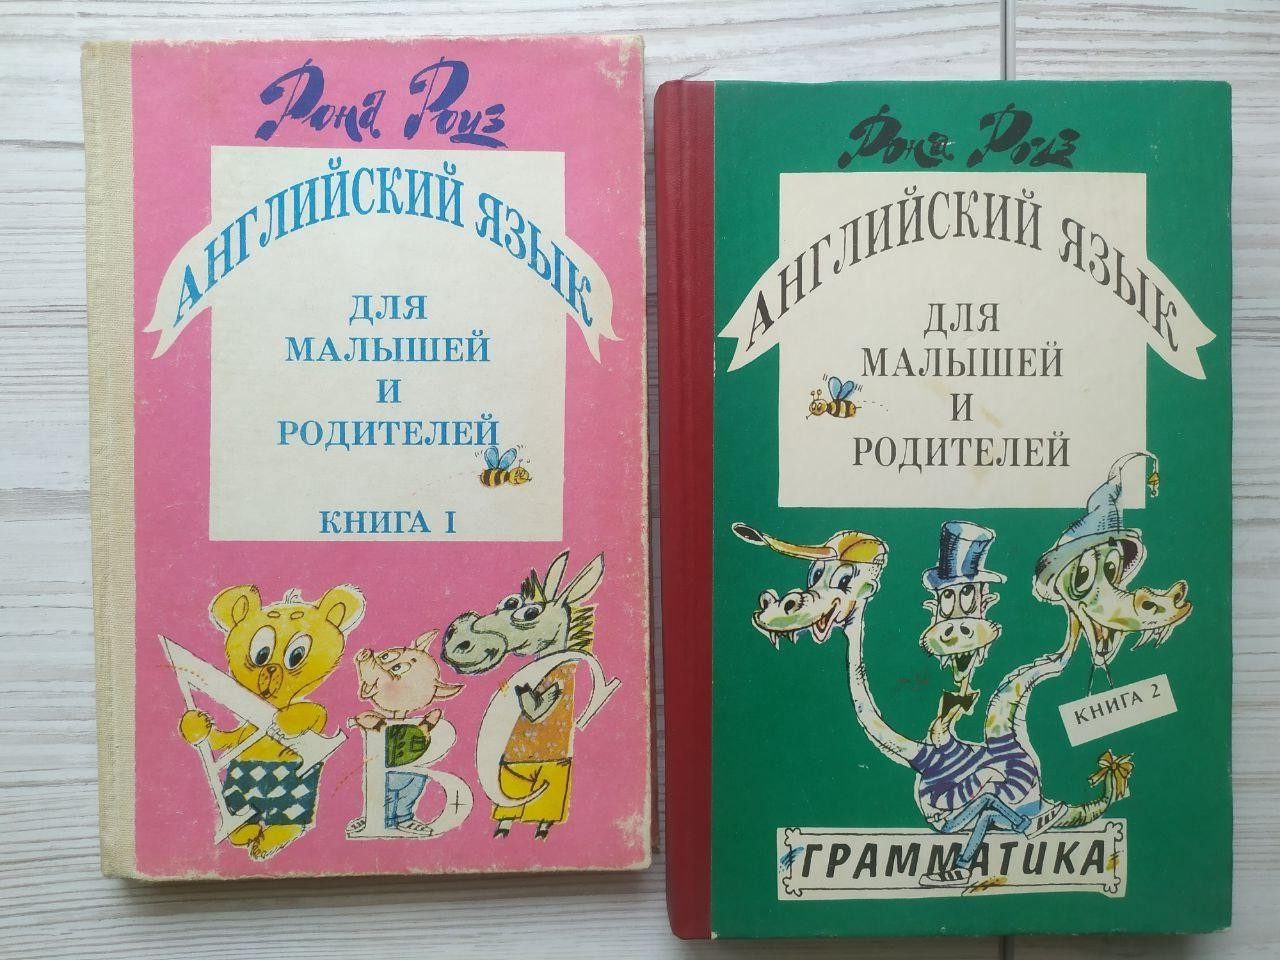 Рона Роуз
АНГЛИЙСКИЙ ЯЗЫК
ДЛЯ
МАЛЫШЕЙ
И
РОДИТЕЛЕЙ
КНИГА I
A B C
Рона Роуз
АНГЛИЙСКИЙ ЯЗЫК
ДЛЯ
МАЛЫШЕЙ
И
РОДИТЕЛЕЙ
КНИГА 2
ГРАММАТИКА